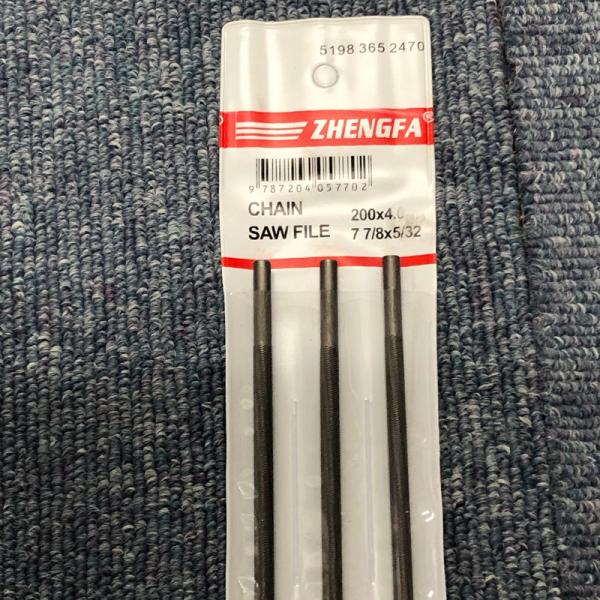 5198 365 2470
ZHENGFA®
9 787204 057702
CHAIN 200x4.0
SAW FILE 7 7/8x5/32